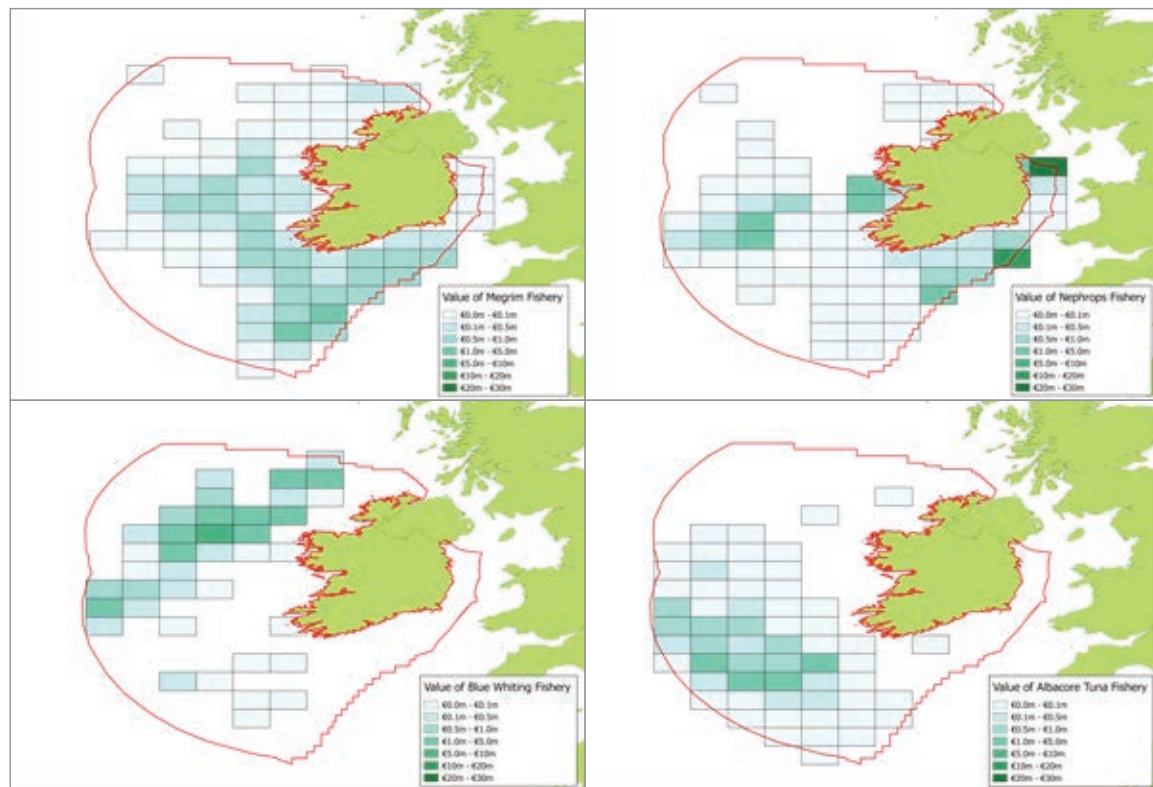 Value of Megrim Fishery
€0.0m - €0.1m
€0.1m - €0.5m
€0.5m - €1.0m
€1.0m - €5.0m
€5.0m - €10m
€10m - €20m
€20m - €30m
Value of Nephrops Fishery
€0.0m - €0.1m
€0.1m - €0.5m
€0.5m - €1.0m
€1.0m - €5.0m
€5.0m - €10m
€10m - €20m
€20m - €30m
Value of Blue Whiting Fishery
€0.0m - €0.1m
€0.1m - €0.5m
€0.5m - €1.0m
€1.0m - €5.0m
€5.0m - €10m
€10m - €20m
€20m - €30m
Value of Albacore Tuna Fishery
€0.0m - €0.1m
€0.1m - €0.5m
€0.5m - €1.0m
€1.0m - €5.0m
€5.0m - €10m
€10m - €20m
€20m - €30m